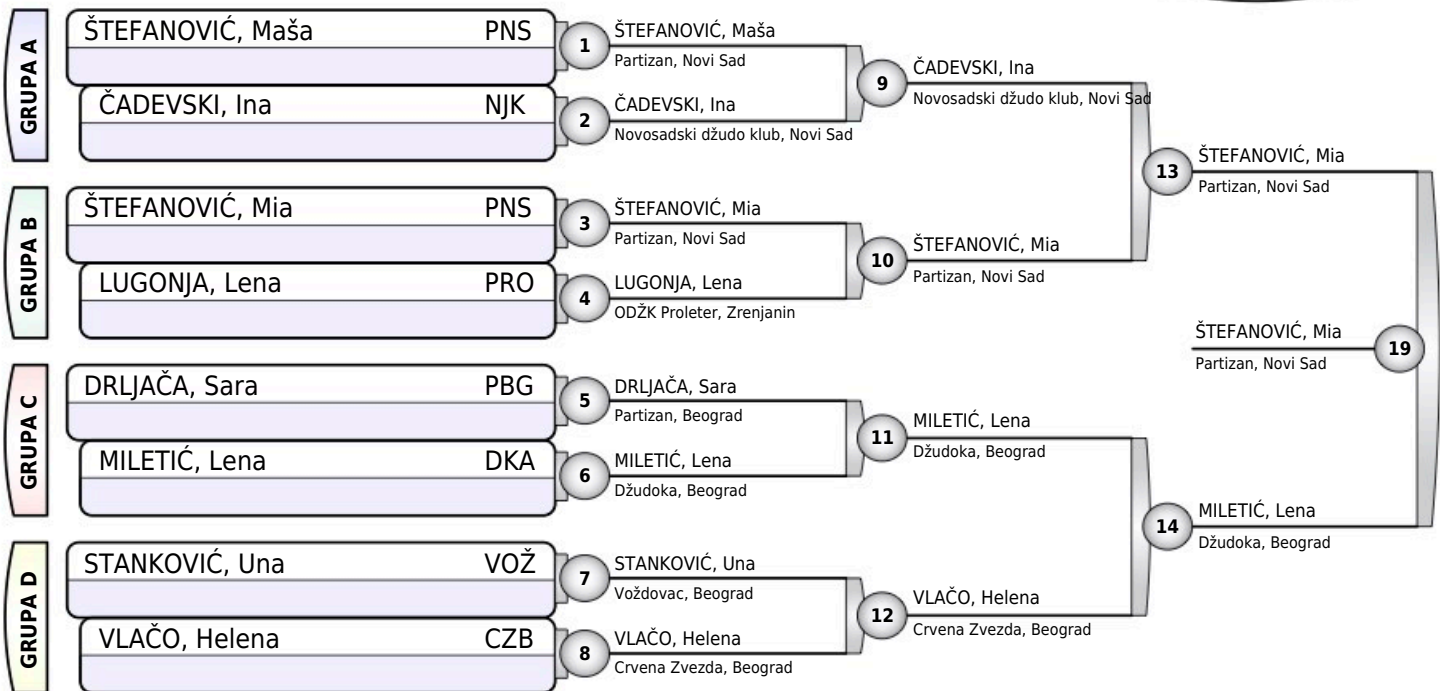 GRUPA A
ŠTEFANOVIĆ, Maša PNS
ČADEVSKI, Ina NJK
1
ŠTEFANOVIĆ, Maša
Partizan, Novi Sad
2
ČADEVSKI, Ina
Novosadski džudo klub, Novi Sad
9
ČADEVSKI, Ina
Novosadski džudo klub, Novi Sad
GRUPA B
ŠTEFANOVIĆ, Mia PNS
LUGONJA, Lena PRO
3
ŠTEFANOVIĆ, Mia
Partizan, Novi Sad
4
LUGONJA, Lena
ODŽK Proleter, Zrenjanin
10
ŠTEFANOVIĆ, Mia
Partizan, Novi Sad
13
ŠTEFANOVIĆ, Mia
Partizan, Novi Sad
GRUPA C
DRLJAČA, Sara PBG
MILETIĆ, Lena DKA
5
DRLJAČA, Sara
Partizan, Beograd
6
MILETIĆ, Lena
Džudoka, Beograd
11
MILETIĆ, Lena
Džudoka, Beograd
GRUPA D
STANKOVIĆ, Una VOŽ
VLAČO, Helena CZB
7
STANKOVIĆ, Una
Voždovac, Beograd
8
VLAČO, Helena
Crvena Zvezda, Beograd
12
VLAČO, Helena
Crvena Zvezda, Beograd
14
MILETIĆ, Lena
Džudoka, Beograd
ŠTEFANOVIĆ, Mia
Partizan, Novi Sad
19